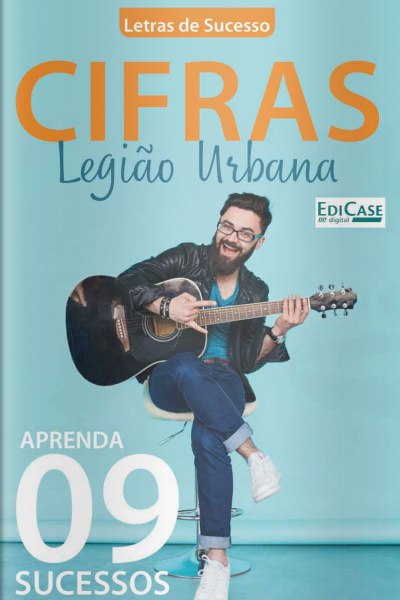 Letras de Sucesso
CIFRAS
Legião Urbana
EDICASE
digital
APRENDA
09
SUCESSOS